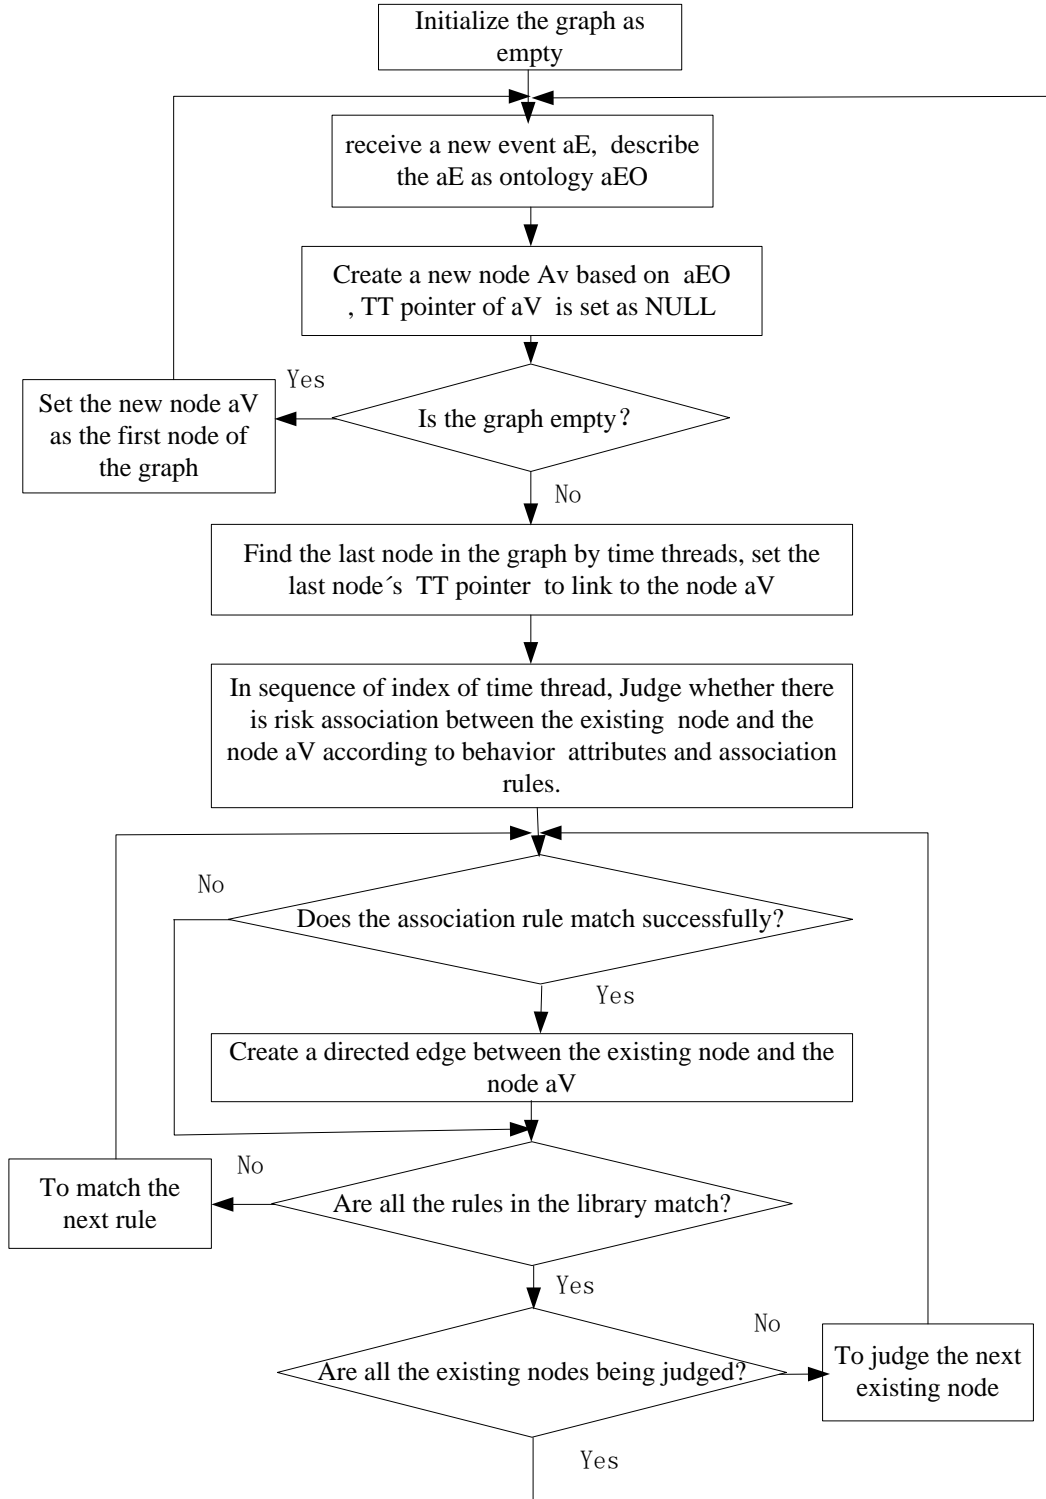 Initialize the graph as
empty
receive a new event aE, describe
the aE as ontology aEO
Create a new node Av based on aEO
, TT pointer of aV is set as NULL
Yes
Set the new node aV
as the first node of
the graph
Is the graph empty?
No
Find the last node in the graph by time threads, set the
last node´s TT pointer to link to the node aV
In sequence of index of time thread, Judge whether there
is risk association between the existing node and the
node aV according to behavior attributes and association
rules.
No
Does the association rule match successfully?
Yes
Create a directed edge between the existing node and the
node aV
No
To match the
next rule
Are all the rules in the library match?
Yes
No
Are all the existing nodes being judged?
To judge the next
existing node
Yes